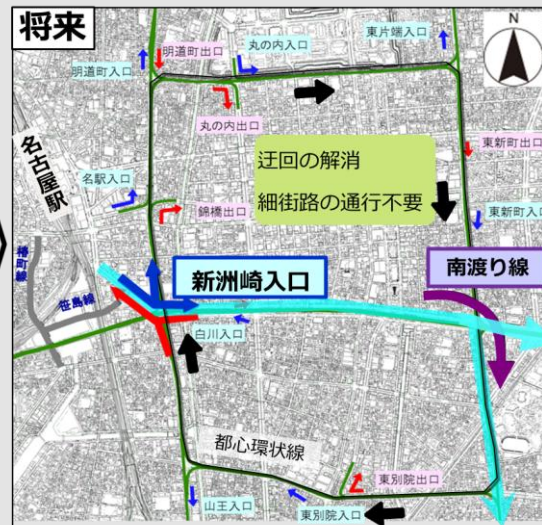 将来
N
明道町出口
丸の内入口
東片端入口
明道町入口
丸の内出口
東新町出口
名古屋駅
迂回の解消
細街路の通行不要
名駅入口
錦橋出口
東新町入口
椿町線
笹島線
新洲崎入口
南渡り線
白川入口
都心環状線
山王入口
東別院入口
東別院出口